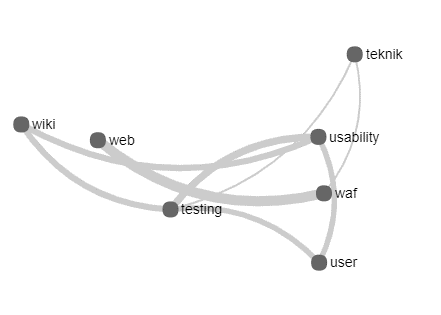 teknik
wiki
web
usability
waf
testing
user